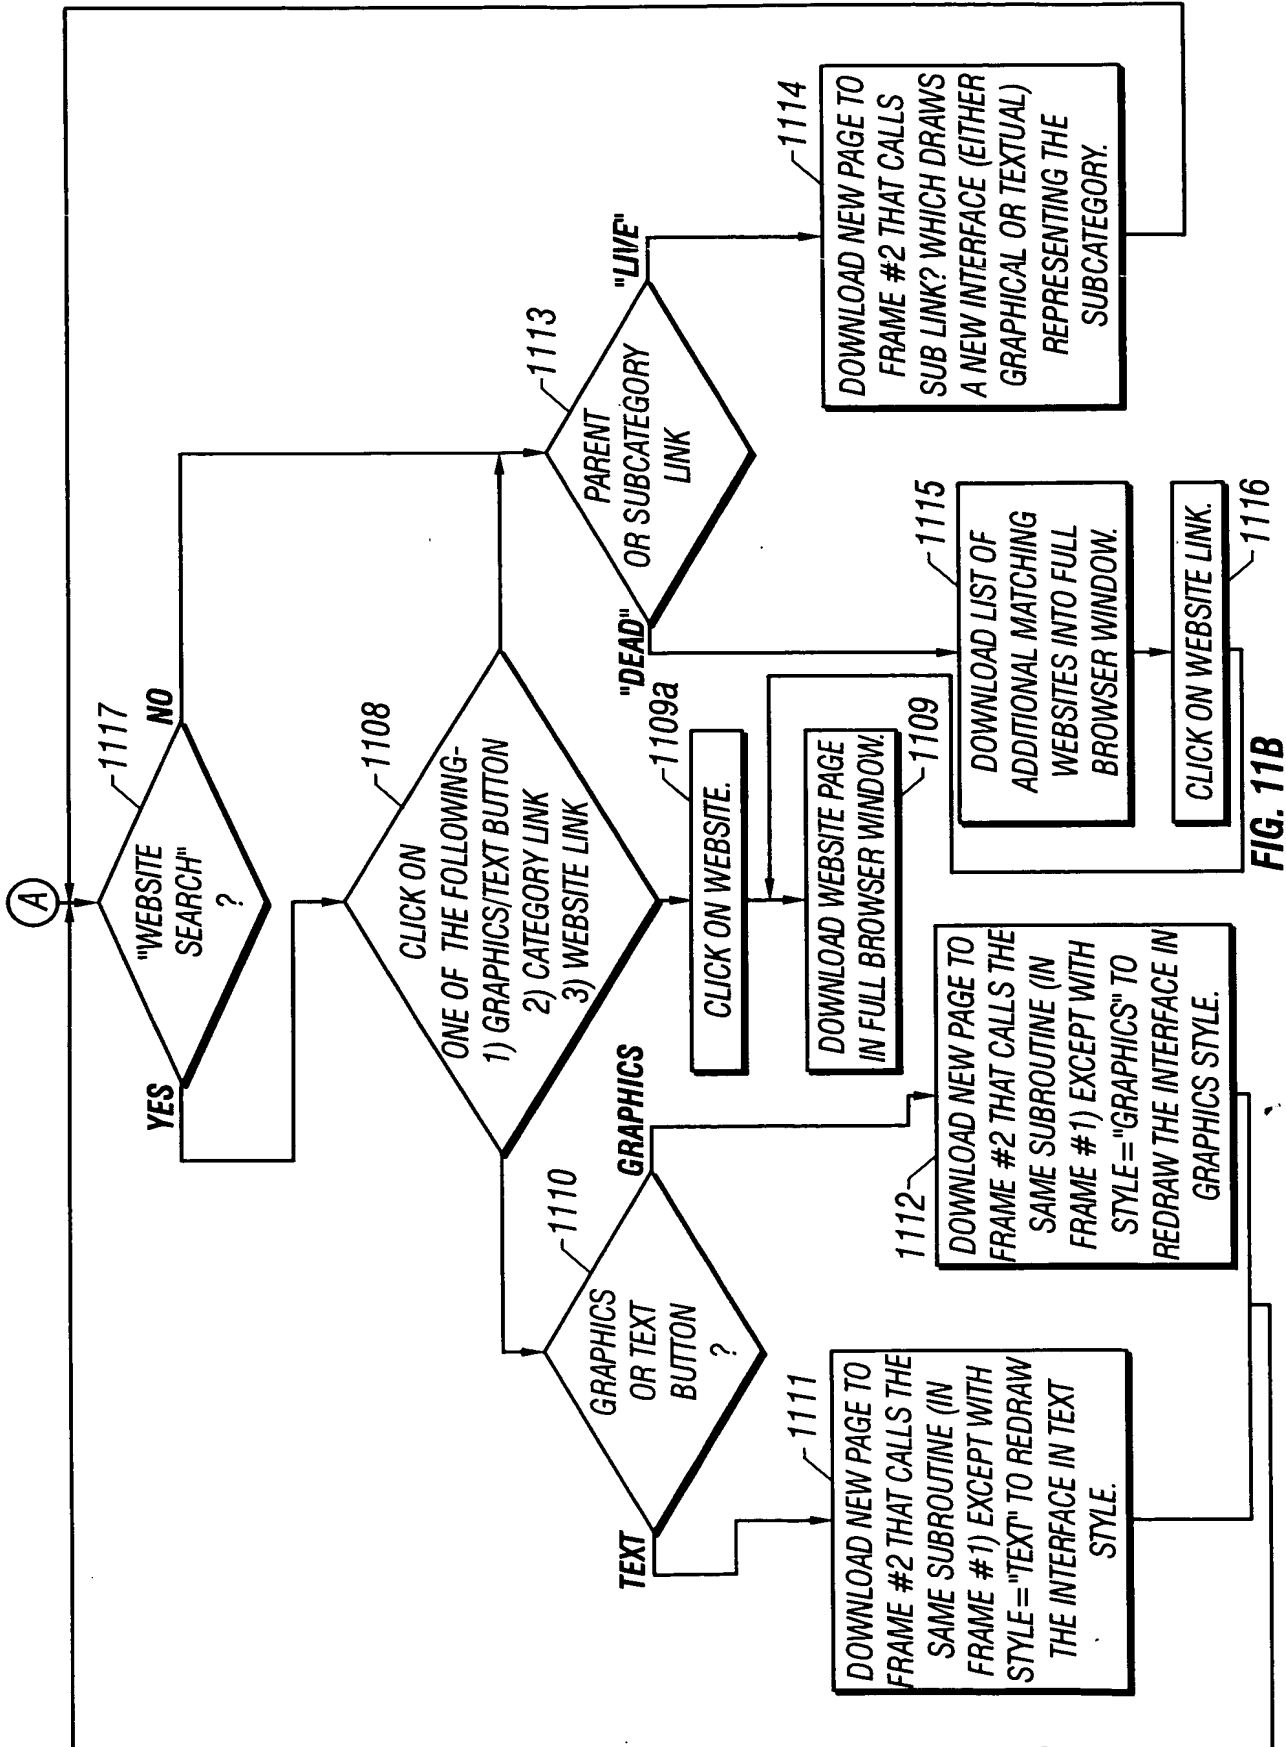 A
"WEBSITE
SEARCH"
?
1117
YES
NO
CLICK ON
ONE OF THE FOLLOWING-
1) GRAPHICS/TEXT BUTTON
2) CATEGORY LINK
3) WEBSITE LINK
1108
GRAPHICS
OR TEXT
BUTTON
?
1110
TEXT
GRAPHICS
CLICK ON WEBSITE.
1109a
DOWNLOAD WEBSITE PAGE
IN FULL BROWSER WINDOW.
1109
PARENT
OR SUBCATEGORY
LINK
1113
"DEAD"
"LIVE"
DOWNLOAD NEW PAGE TO
FRAME #2 THAT CALLS THE
SAME SUBROUTINE (IN
FRAME #1) EXCEPT WITH
STYLE="TEXT" TO REDRAW
THE INTERFACE IN TEXT
STYLE.
1111
1112
DOWNLOAD NEW PAGE TO
FRAME #2 THAT CALLS THE
SAME SUBROUTINE (IN
FRAME #1) EXCEPT WITH
STYLE="GRAPHICS" TO
REDRAW THE INTERFACE IN
GRAPHICS STYLE.
DOWNLOAD LIST OF
ADDITIONAL MATCHING
WEBSITES INTO FULL
BROWSER WINDOW.
1115
CLICK ON WEBSITE LINK.
1116
DOWNLOAD NEW PAGE TO
FRAME #2 THAT CALLS
SUB LINK? WHICH DRAWS
A NEW INTERFACE (EITHER
GRAPHICAL OR TEXTUAL)
REPRESENTING THE
SUBCATEGORY.
1114
FIG. 11B